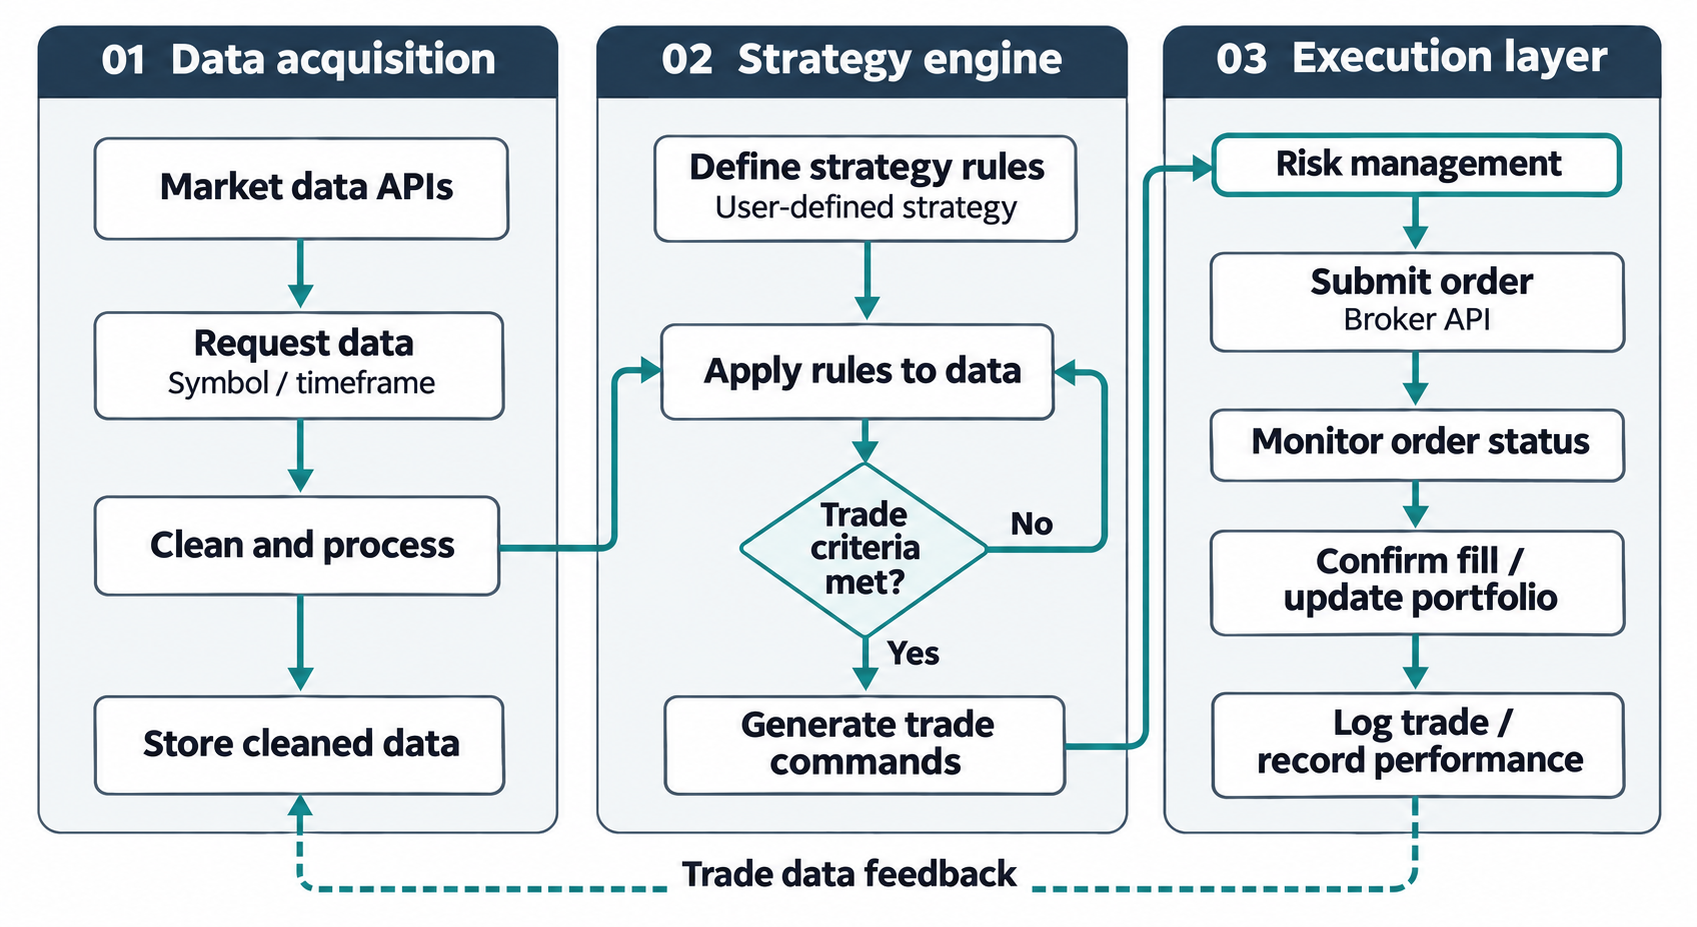 01 Data acquisition
Market data APIs
Request data
Symbol / timeframe
Clean and process
Store cleaned data
02 Strategy engine
Define strategy rules
User-defined strategy
Apply rules to data
Trade
criteria
met?
No
Yes
Generate trade
commands
03 Execution layer
Risk management
Submit order
Broker API
Monitor order status
Confirm fill /
update portfolio
Log trade /
record performance
Trade data feedback